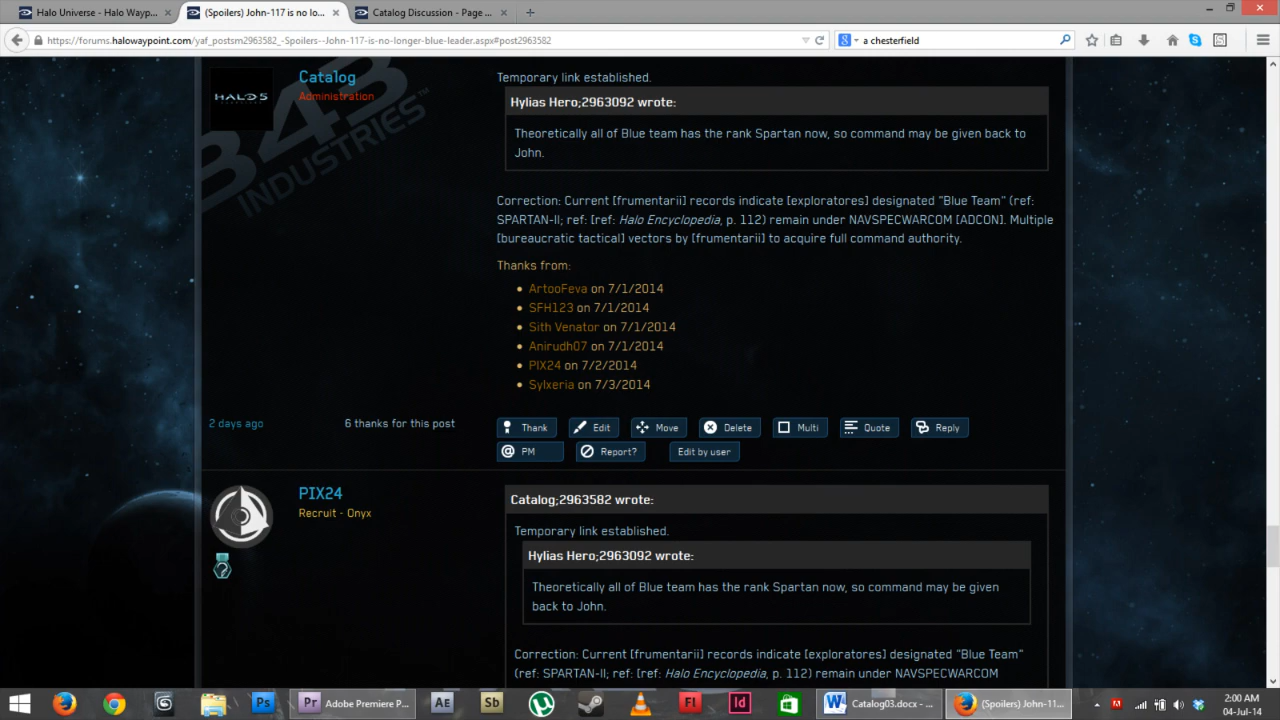 Halo Universe - Halo Wayp...
(Spoilers) John-117 is no lo...
Catalog Discussion - Page ...
https://forums.halowaypoint.com/yaf_postsm2963582_-Spoilers--John-117-is-no-longer-blue-leader.aspx#post2963582
a chesterfield
343
INDUSTRIES™
HALO 5
Catalog
Administration
Temporary link established.
Hylias Hero;2963092 wrote:
Theoretically all of Blue team has the rank Spartan now, so command may be given back to
John.
Correction: Current [frumentarii] records indicate [exploratores] designated "Blue Team" (ref:
SPARTAN-II; ref: [ref: Halo Encyclopedia, p. 112) remain under NAVSPECWARCOM [ADCON]. Multiple
[bureaucratic tactical] vectors by [frumentarii] to acquire full command authority.
Thanks from:
ArtooFeva on 7/1/2014
SFH123 on 7/1/2014
Sith Venator on 7/1/2014
Anirudh07 on 7/1/2014
PIX24 on 7/2/2014
Sylxeria on 7/3/2014
2 days ago
6 thanks for this post
Thank Edit Move Delete Multi Quote Reply
@ PM Report? Edit by user
PIX24
Recruit - Onyx
Catalog;2963582 wrote:
Temporary link established.
Hylias Hero;2963092 wrote:
Theoretically all of Blue team has the rank Spartan now, so command may be given
back to John.
Correction: Current [frumentarii] records indicate [exploratores] designated "Blue Team"
(ref: SPARTAN-II; ref: [ref: Halo Encyclopedia, p. 112) remain under NAVSPECWARCOM
Ps
Pr Adobe Premiere P...
Ae
Sb
Fl
Id
Catalog03.docx - ...
(Spoilers) John-11...
2:00 AM
04-Jul-14